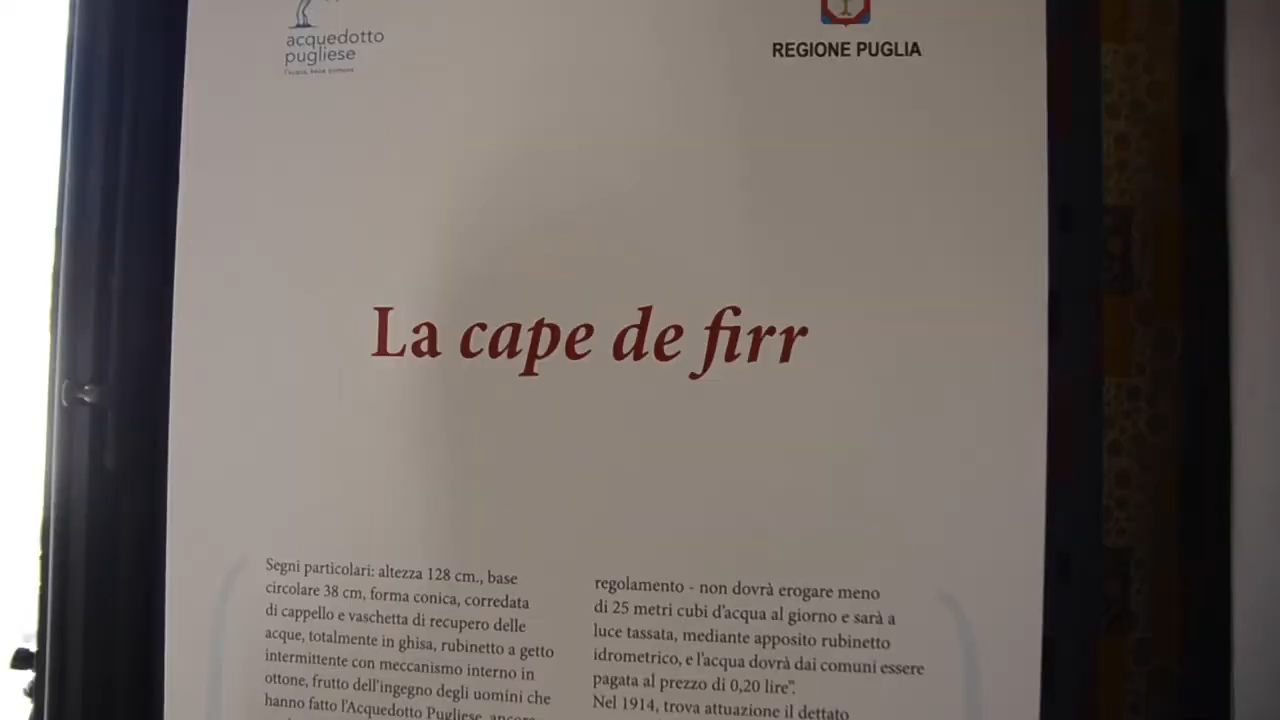 acquedotto
pugliese
l'acqua, bene comune
REGIONE PUGLIA
La cape de firr
Segni particolari: altezza 128 cm., base
circolare 38 cm, forma conica, corredata
di cappello e vaschetta di recupero delle
acque, totalmente in ghisa, rubinetto a getto
intermittente con meccanismo interno in
ottone, frutto dell'ingegno degli uomini che
hanno fatto l'Acquedotto Pugliese, ancora
regolamento - non dovrà erogare meno
di 25 metri cubi d'acqua al giorno e sarà a
luce tassata, mediante apposito rubinetto
idrometrico, e l'acqua dovrà dai comuni essere
pagata al prezzo di 0,20 lire".
Nel 1914, trova attuazione il dettato